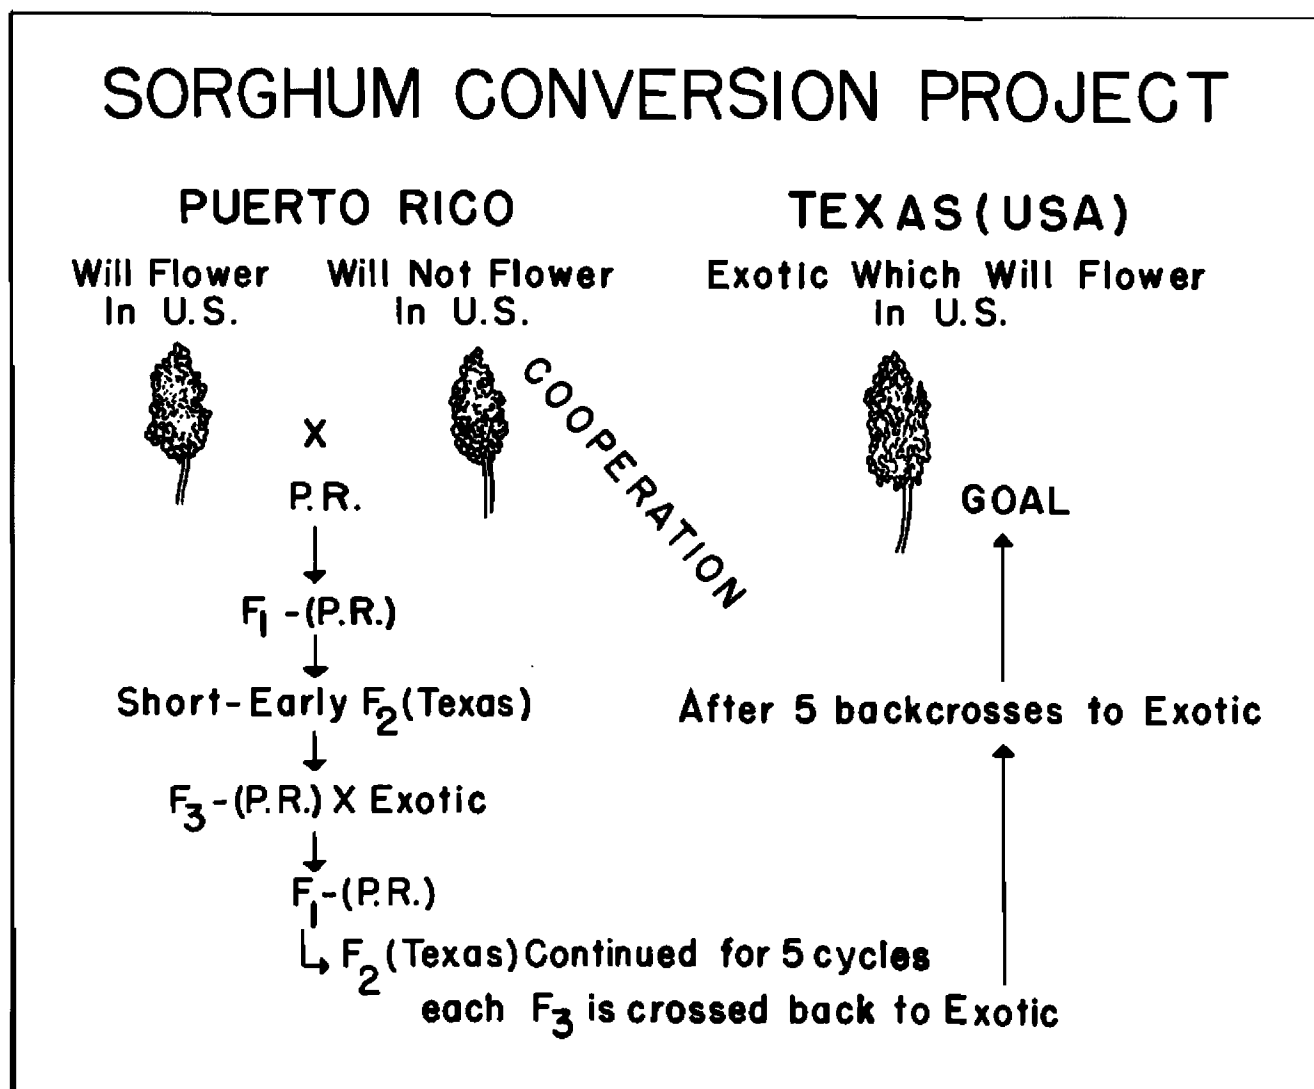 SORGHUM CONVERSION PROJECT
PUERTO RICO
Will Flower
In U.S.
Will Not Flower
In U.S.
X
P.R.
F1 -(P.R.)
Short-Early F2 (Texas)
F3 -(P.R.) X Exotic
F1-(P.R.)
F2 (Texas) Continued for 5 cycles
each F3 is crossed back to Exotic
COOPERATION
TEXAS (USA)
Exotic Which Will Flower
In U.S.
GOAL
After 5 backcrosses to Exotic